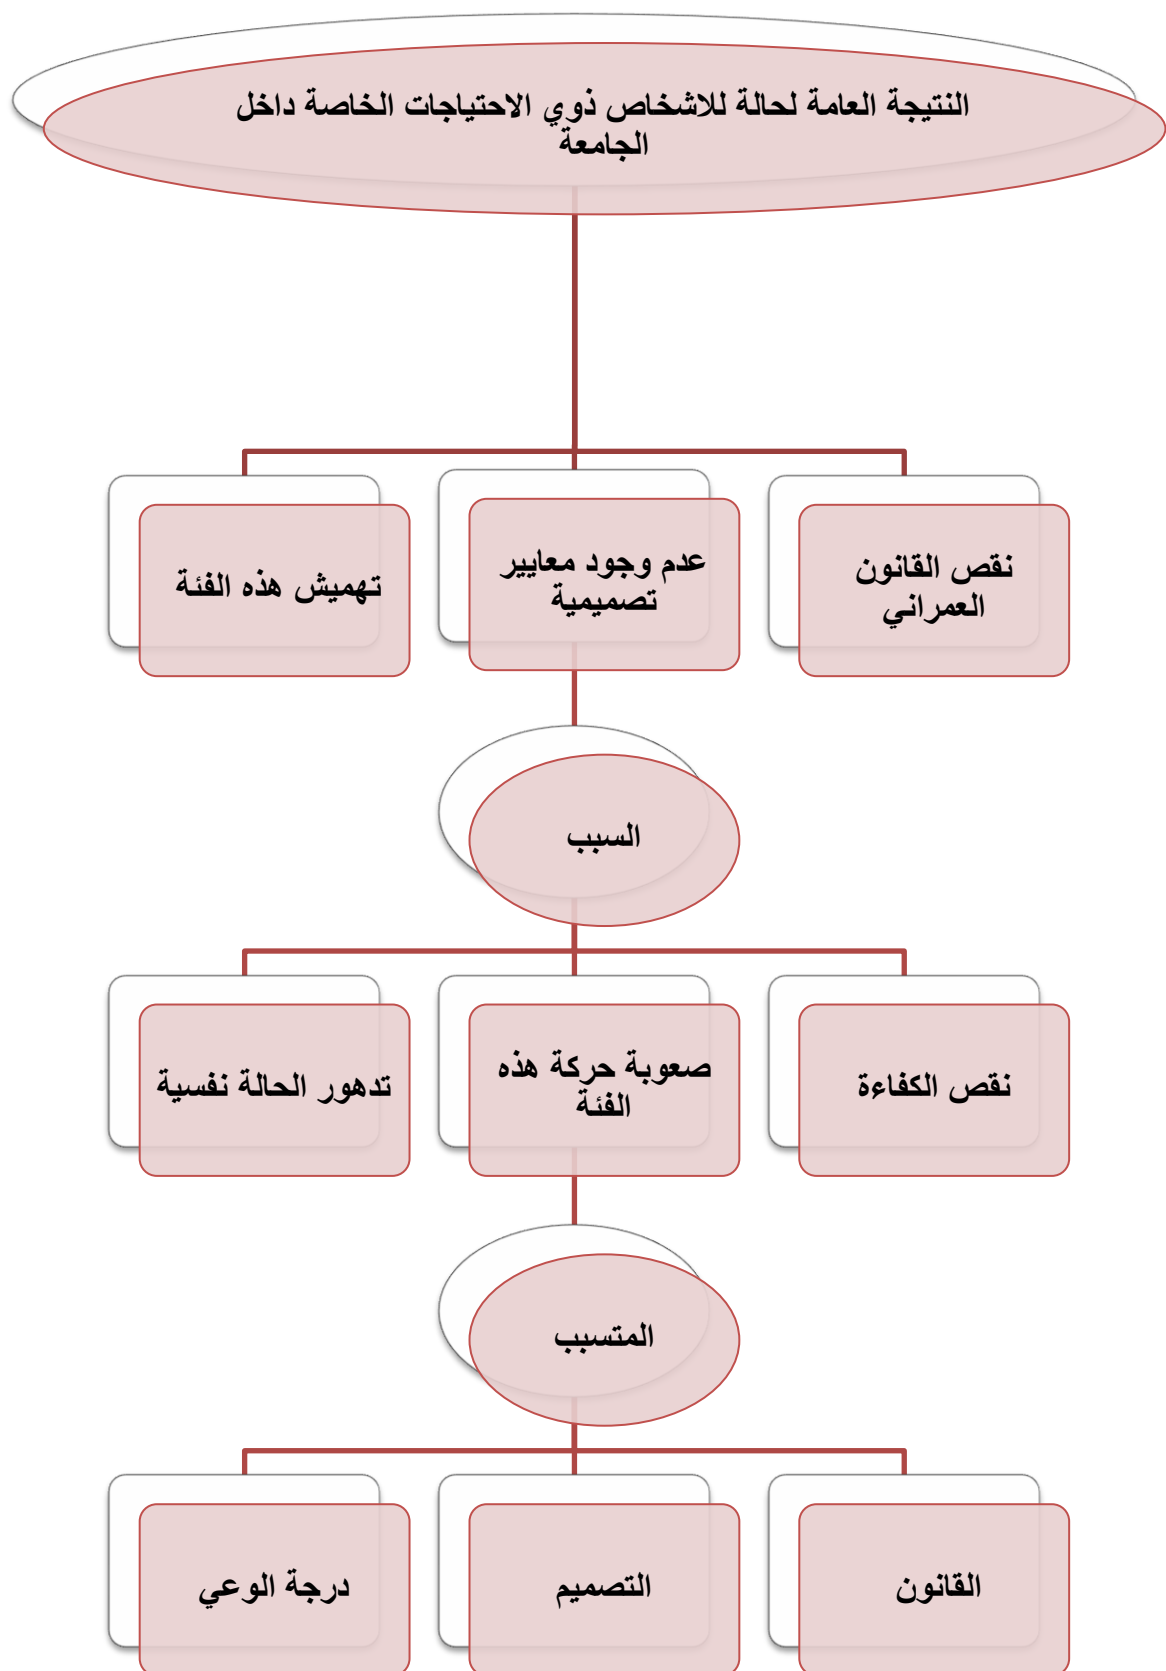 النتيجة العامة لحالة للاشخاص ذوي الاحتياجات الخاصة داخل
الجامعة
نقص القانون
العمراني
عدم وجود معايير
تصميمية
تهميش هذه الفئة
السبب
نقص الكفاءة
صعوبة حركة هذه
الفئة
تدهور الحالة نفسية
المتسبب
القانون
التصميم
درجة الوعي